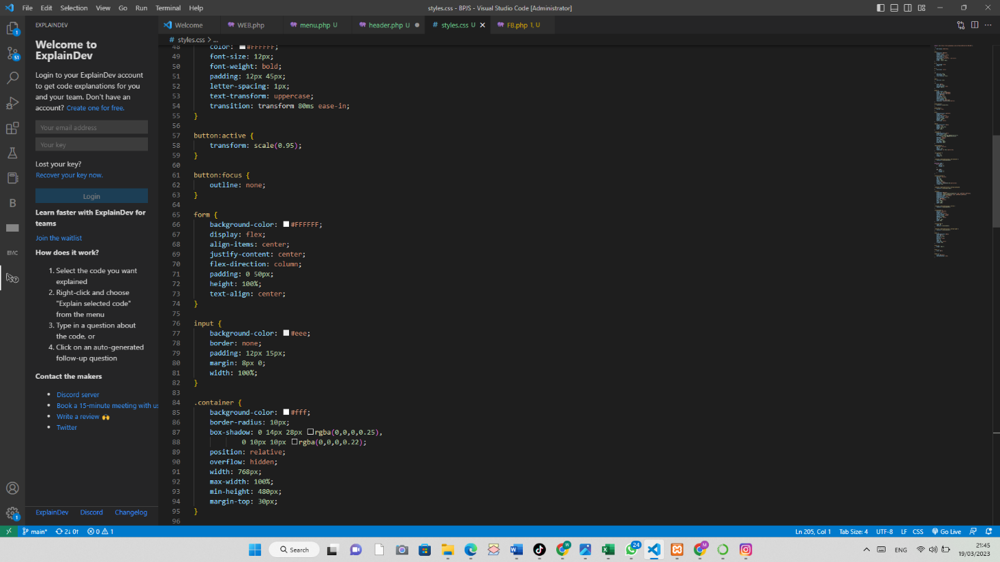 File Edit Selection View Go Run Terminal Help
styles.css - BPJS - Visual Studio Code [Administrator]
EXPLAINDEV
Welcome
WEB.php
menu.php U
header.php U
styles.css U
FB.php 1, U
styles.css > ...
1
51
B
EMC
1
Welcome to
ExplainDev
Login to your ExplainDev account
to get code explanations for you
and your team. Don't have an
account? Create one for free.
Your email address
Your key
Lost your key?
Recover your key now.
Login
Learn faster with ExplainDev for
teams
Join the waitlist
How does it work?
1. Select the code you want
explained
2. Right-click and choose
"Explain selected code"
from the menu
3. Type in a question about
the code, or
4. Click on an auto-generated
follow-up question
Contact the makers
• Discord server
• Book a 15-minute meeting with us
• Write a review 🙌
• Twitter
ExplainDev Discord Changelog
48 color: #FFFFFF;
49 font-size: 12px;
50 font-weight: bold;
51 padding: 12px 45px;
52 letter-spacing: 1px;
53 text-transform: uppercase;
54 transition: transform 80ms ease-in;
55 }
56
57 button:active {
58 transform: scale(0.95);
59 }
60
61 button:focus {
62 outline: none;
63 }
64
65 form {
66 background-color: #FFFFFF;
67 display: flex;
68 align-items: center;
69 justify-content: center;
70 flex-direction: column;
71 padding: 0 50px;
72 height: 100%;
73 text-align: center;
74 }
75
76 input {
77 background-color: #eee;
78 border: none;
79 padding: 12px 15px;
80 margin: 8px 0;
81 width: 100%;
82 }
83
84 .container {
85 background-color: #fff;
86 border-radius: 10px;
87 box-shadow: 0 14px 28px rgba(0,0,0,0.25),
88 0 10px 10px rgba(0,0,0,0.22);
89 position: relative;
90 overflow: hidden;
91 width: 768px;
92 max-width: 100%;
93 min-height: 480px;
94 margin-top: 30px;
95 }
96
main* 2↓ 0↑ 0 1
Ln 205, Col 1 Tab Size: 4 UTF-8 LF CSS Go Live
Search
W
W
24
M
ENG
21:45
19/03/2023